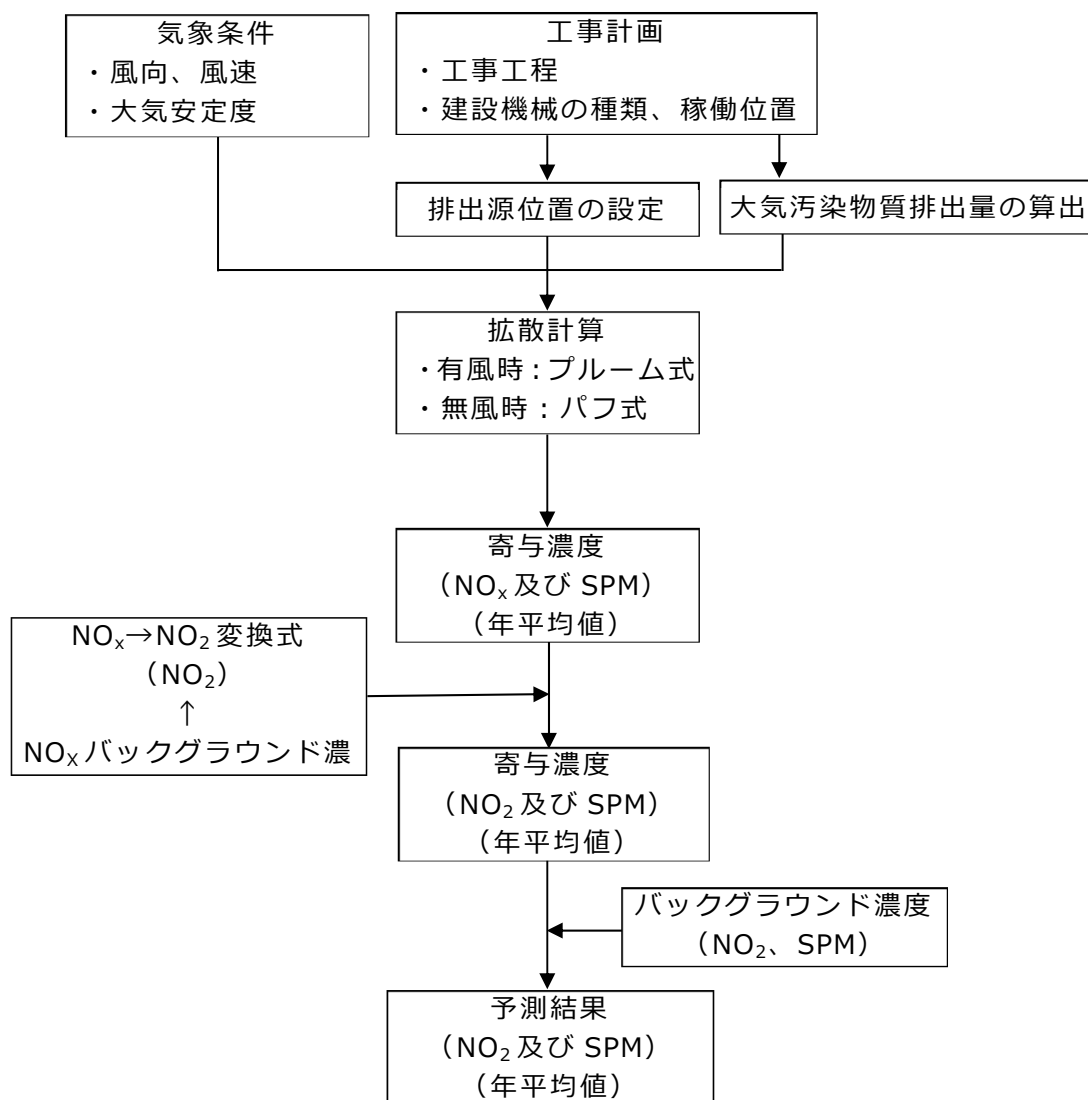 気象条件
・風向、風速
・大気安定度
工事計画
・工事工程
・建設機械の種類、稼働位置
排出源位置の設定
大気汚染物質排出量の算出
拡散計算
・有風時：プルーム式
・無風時：パフ式
寄与濃度
（NOx 及び SPM）
（年平均値）
NOx→NO2 変換式
（NO2）
↑
NOX バックグラウンド濃
寄与濃度
（NO2 及び SPM）
（年平均値）
バックグラウンド濃度
（NO2、SPM）
予測結果
（NO2 及び SPM）
（年平均値）